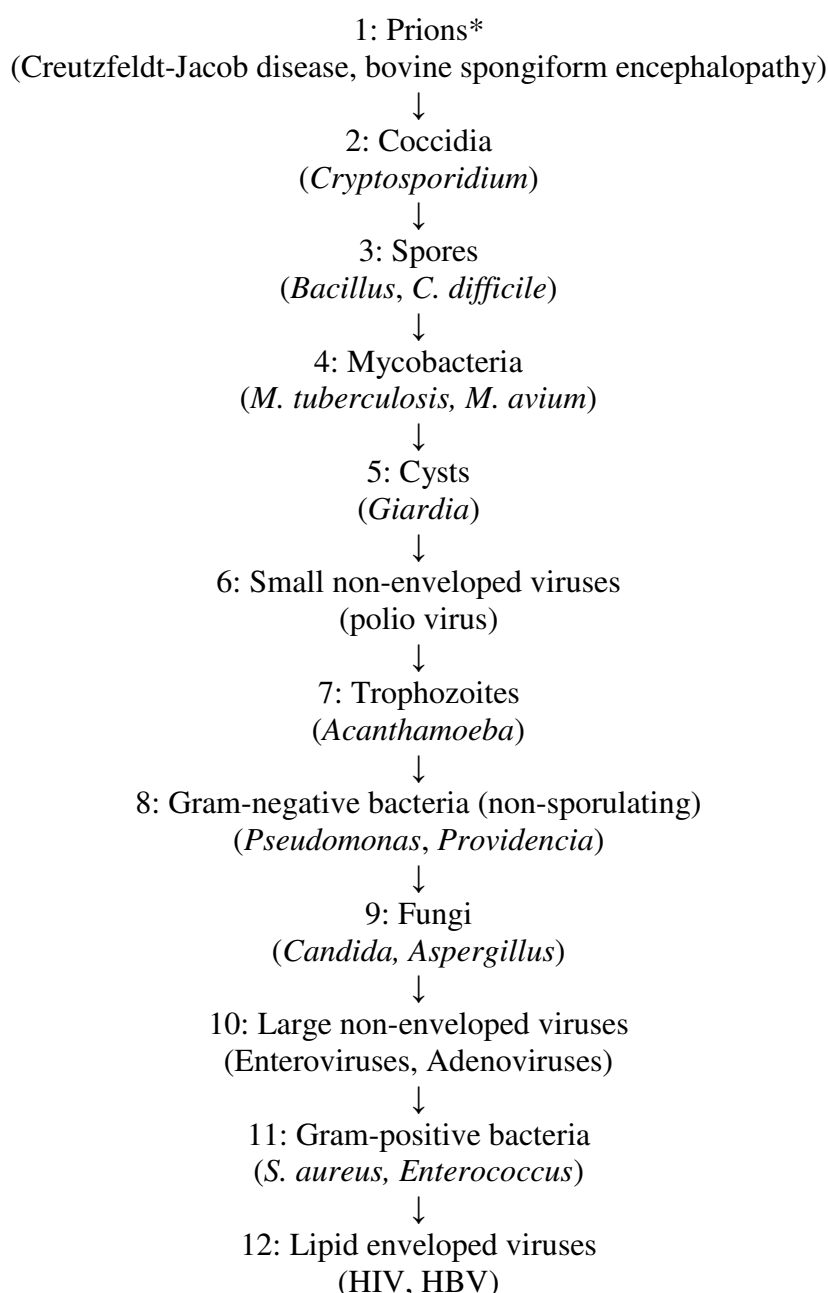 1: Prions*
(Creutzfeldt-Jacob disease, bovine spongiform encephalopathy)
↓
2: Coccidia
(Cryptosporidium)
↓
3: Spores
(Bacillus, C. difficile)
↓
4: Mycobacteria
(M. tuberculosis, M. avium)
↓
5: Cysts
(Giardia)
↓
6: Small non-enveloped viruses
(polio virus)
↓
7: Trophozoites
(Acanthamoeba)
↓
8: Gram-negative bacteria (non-sporulating)
(Pseudomonas, Providencia)
↓
9: Fungi
(Candida, Aspergillus)
↓
10: Large non-enveloped viruses
(Enteroviruses, Adenoviruses)
↓
11: Gram-positive bacteria
(S. aureus, Enterococcus)
↓
12: Lipid enveloped viruses
(HIV, HBV)